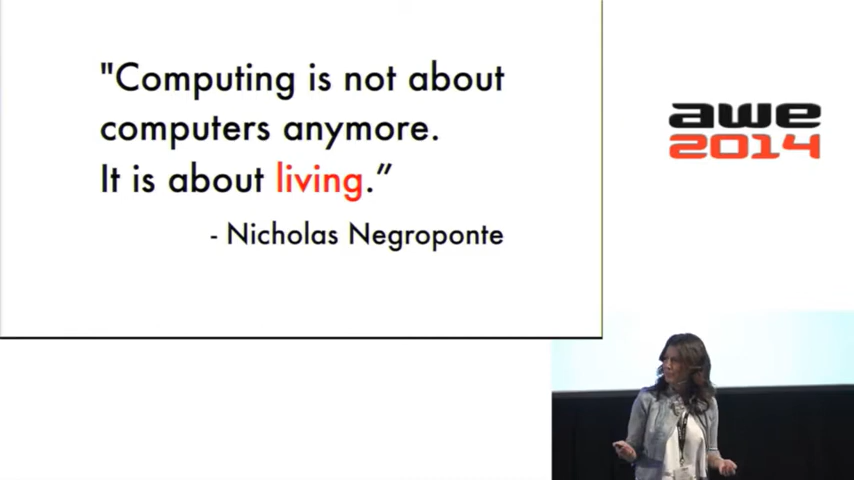 "Computing is not about
computers anymore.
It is about living.”
- Nicholas Negroponte
awe
2014